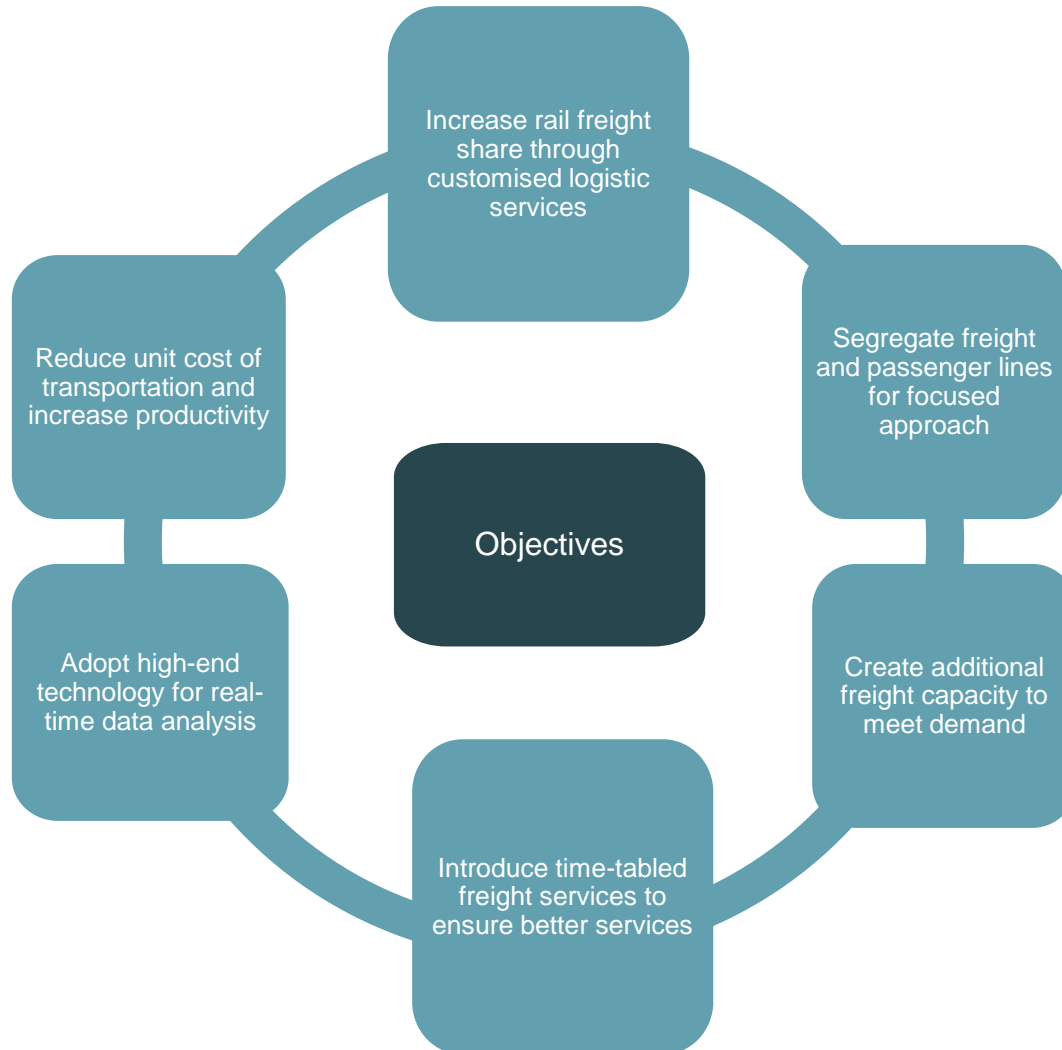 Increase rail freight
share through
customised logistic
services
Segregate freight
and passenger lines
for focused
approach
Create additional
freight capacity to
meet demand
Introduce time-tabled
freight services to
ensure better services
Adopt high-end
technology for real-
time data analysis
Reduce unit cost of
transportation and
increase productivity
Objectives